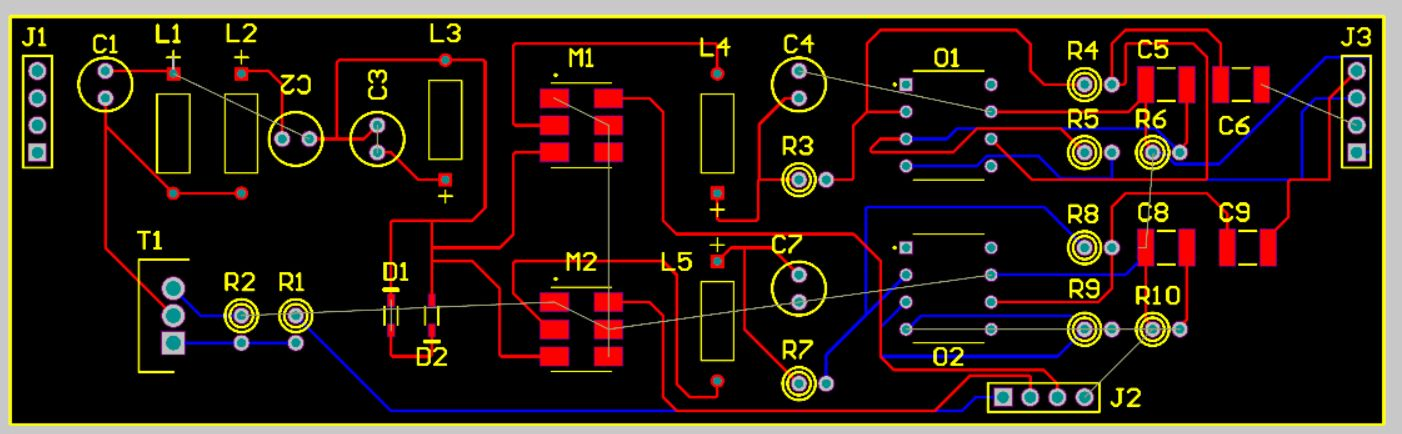 J1
C1
L1
L2
C2
C3
L3
M1
L4
C4
O1
R4
C5
J3
R3
R5
R6
C6
T1
R2
R1
D1
D2
M2
L5
C7
R7
O2
R8
C8
C9
R9
R10
J2
+
+
+
+
+